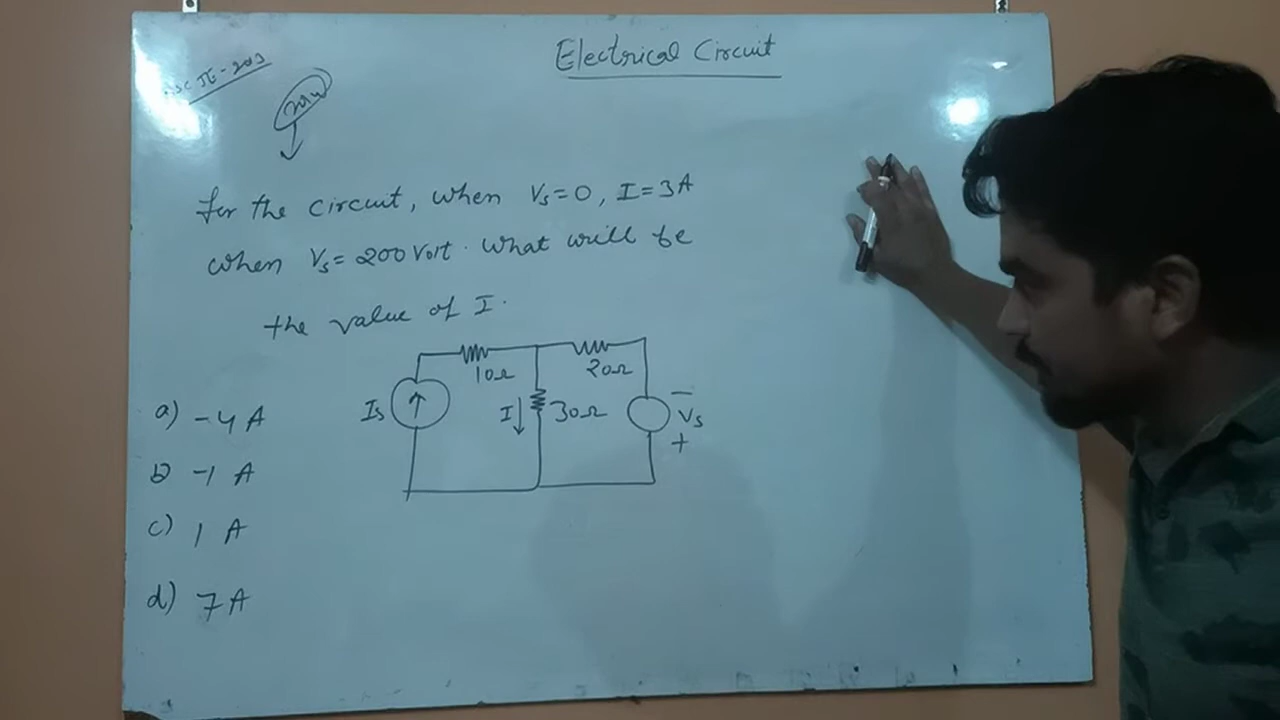 Electrical Circuit
For the circuit, when Vs=0, I=3A
when Vs=200 Volt. What will be
the value of I.
10Ω
20Ω
Is
I
30Ω
−
Vs
+
a) -4 A
b) -1 A
c) 1 A
d) 7A